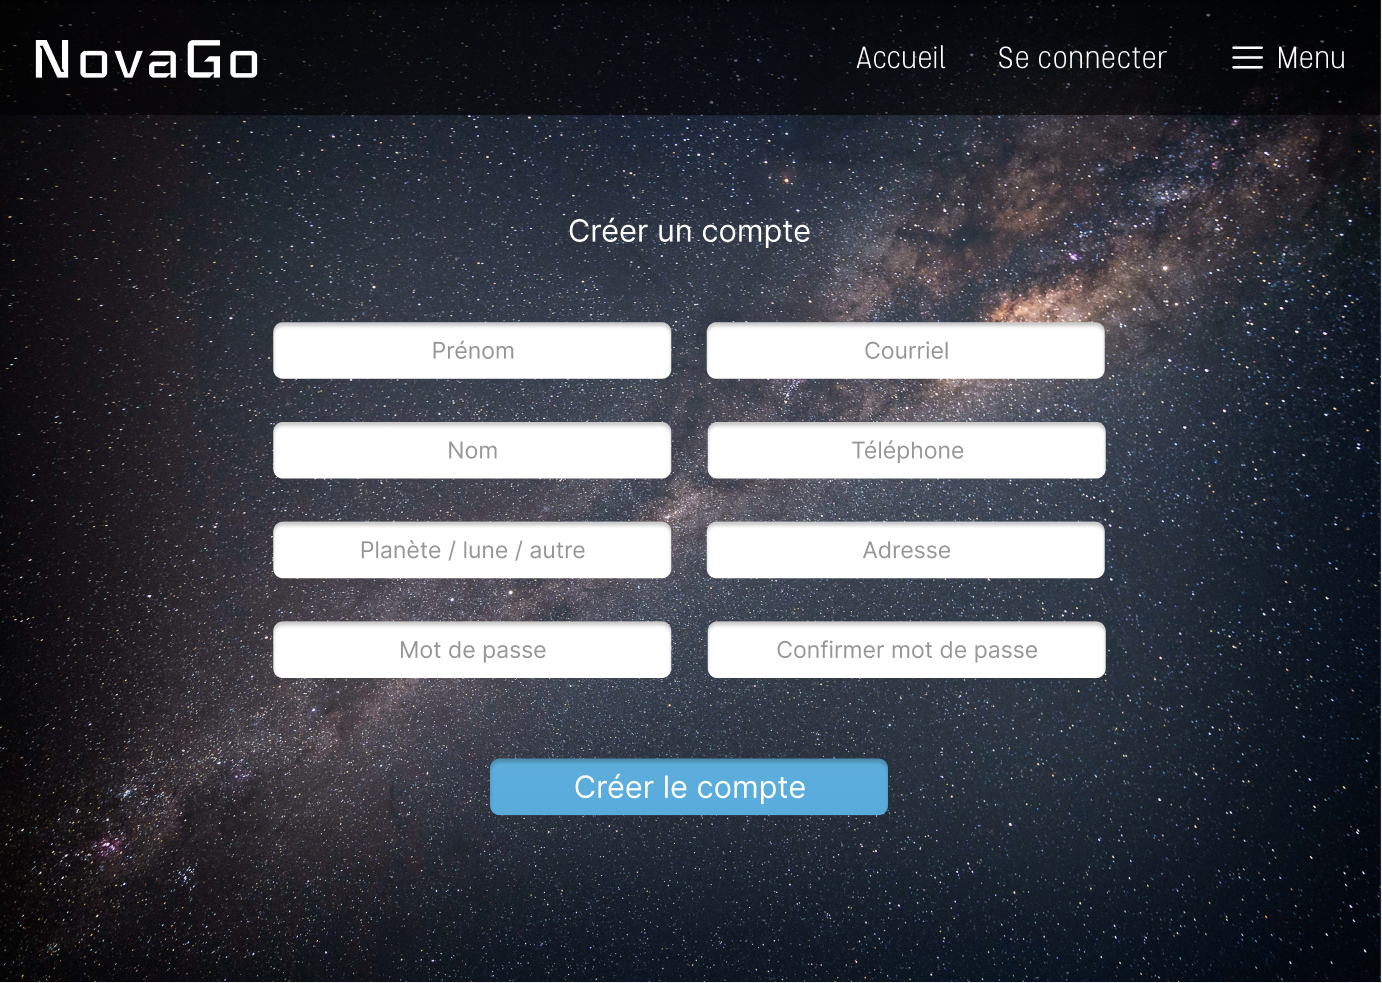 NovaGo
Accueil Se connecter Menu
Créer un compte
Prénom Courriel
Nom Téléphone
Planète / lune / autre Adresse
Mot de passe Confirmer mot de passe
Créer le compte